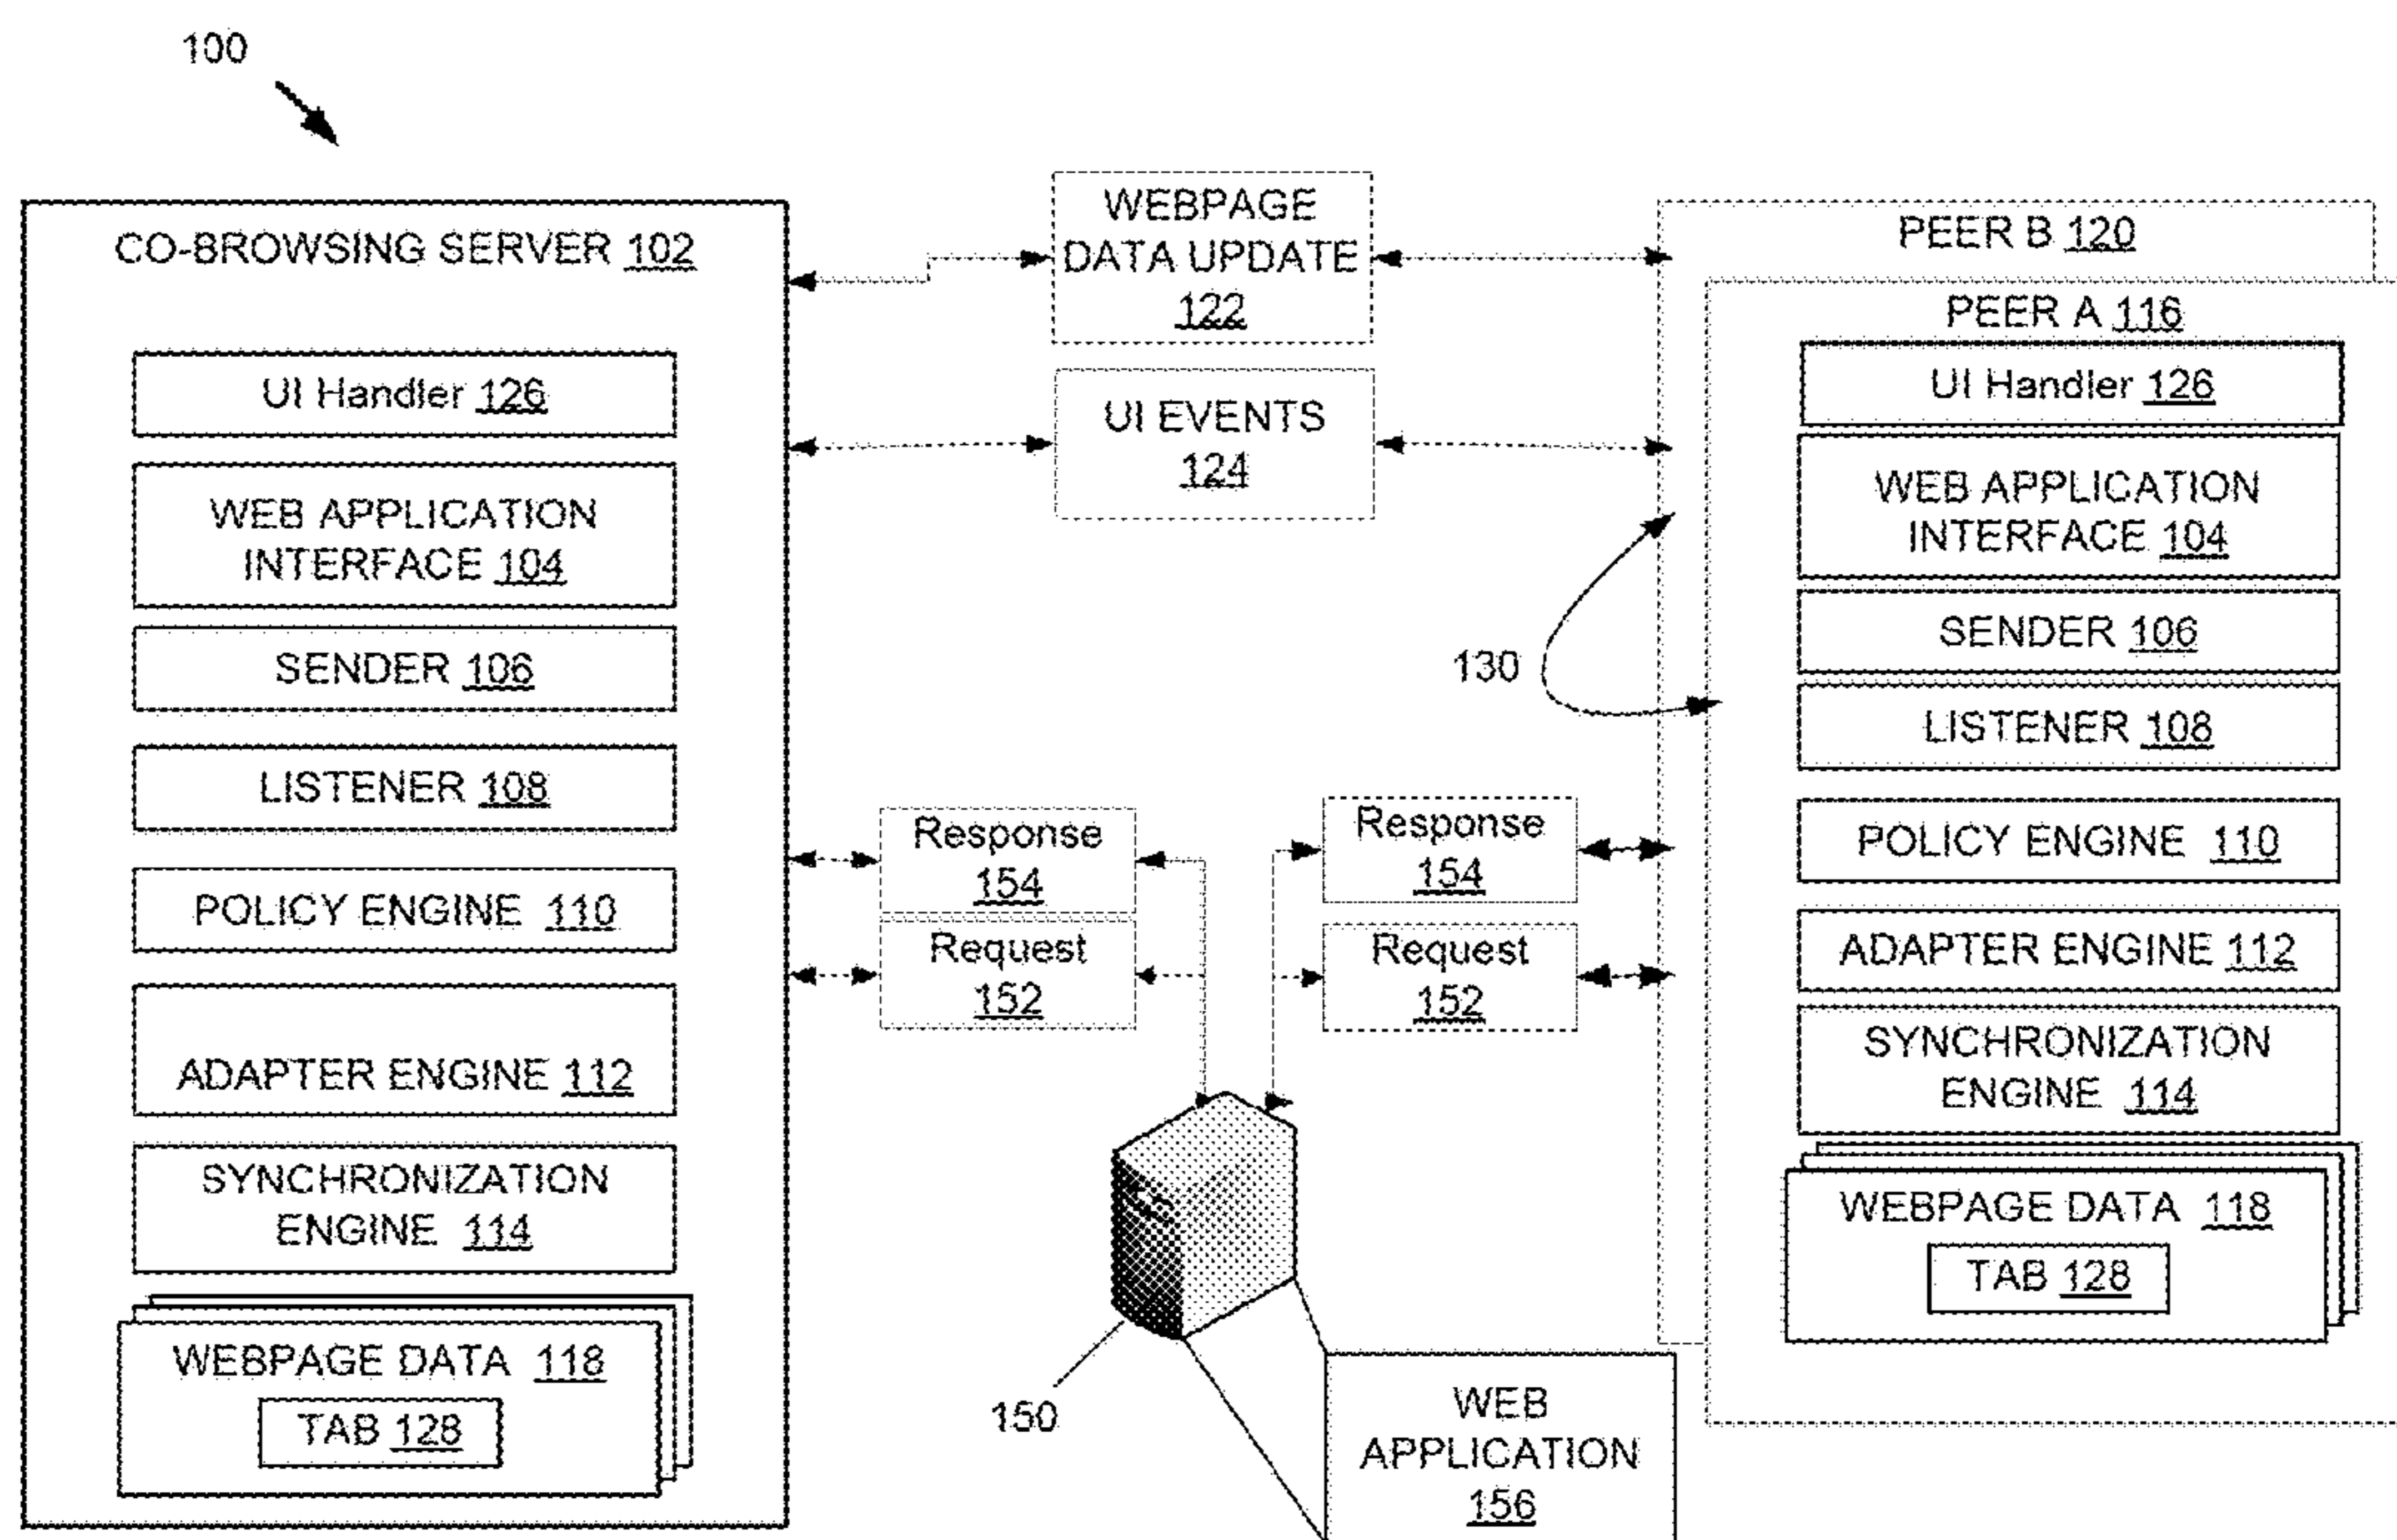 100
CO-BROWSING SERVER 102
UI Handler 126
WEB APPLICATION
INTERFACE 104
SENDER 106
LISTENER 108
POLICY ENGINE 110
ADAPTER ENGINE 112
SYNCHRONIZATION
ENGINE 114
WEBPAGE DATA 118
TAB 128
WEBPAGE
DATA UPDATE
122
UI EVENTS
124
130
Response
154
Request
152
Response
154
Request
152
150
WEB
APPLICATION
156
PEER B 120
PEER A 116
UI Handler 126
WEB APPLICATION
INTERFACE 104
SENDER 106
LISTENER 108
POLICY ENGINE 110
ADAPTER ENGINE 112
SYNCHRONIZATION
ENGINE 114
WEBPAGE DATA 118
TAB 128